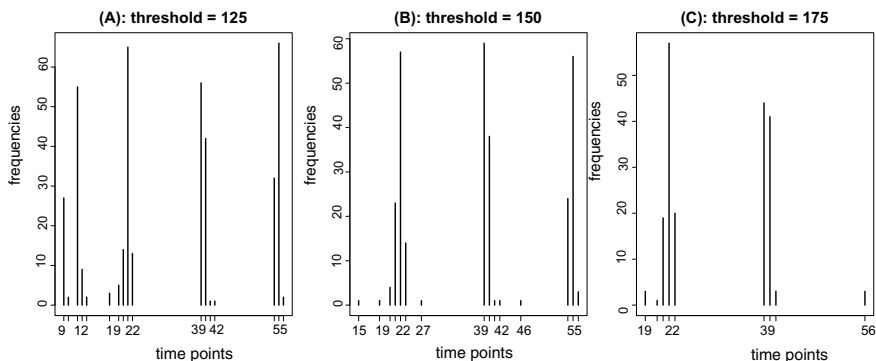 (A): threshold = 125
frequencies
60
50
40
30
20
10
0
9 12 19 22 39 42 55
time points
(B): threshold = 150
frequencies
60
50
40
30
20
10
0
15 19 22 27 39 42 46 55
time points
(C): threshold = 175
frequencies
50
40
30
20
10
0
19 22 39 56
time points